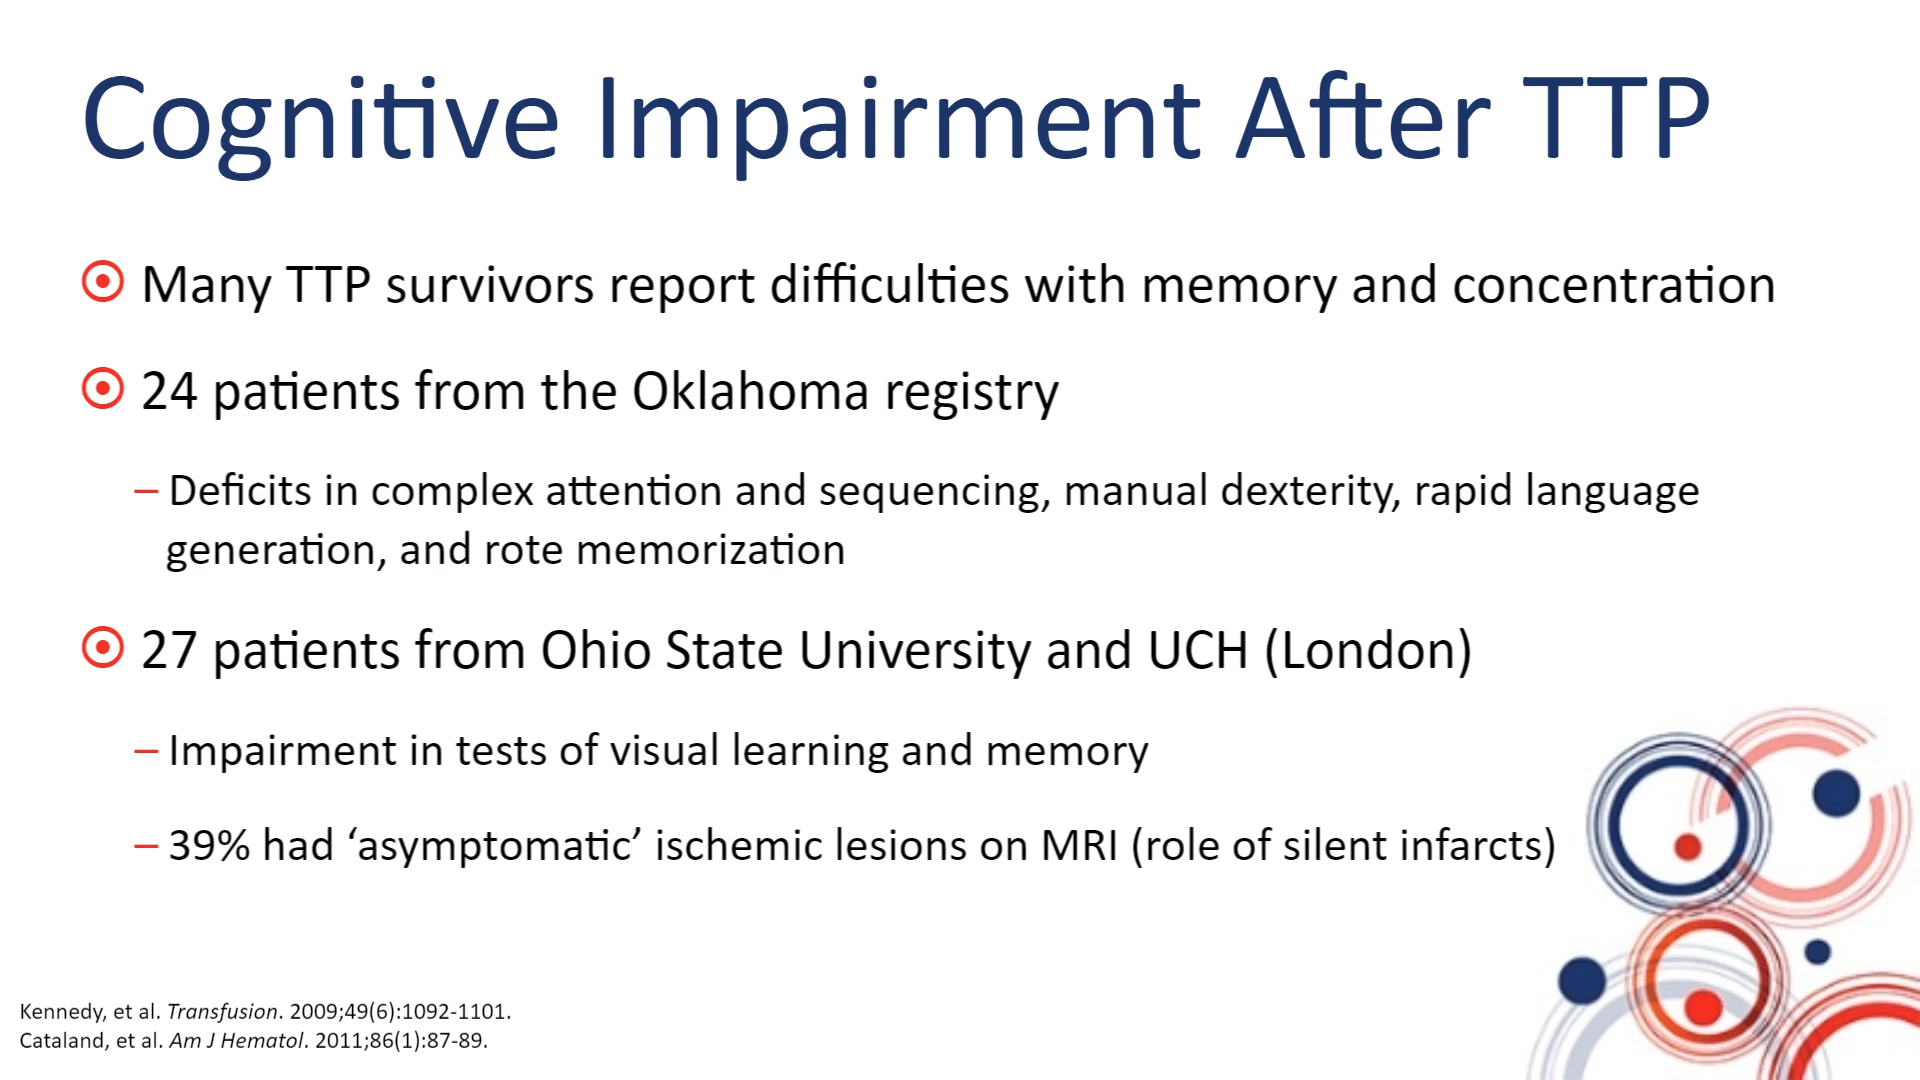 Cognitive Impairment After TTP
Many TTP survivors report difficulties with memory and concentration
24 patients from the Oklahoma registry
– Deficits in complex attention and sequencing, manual dexterity, rapid language
generation, and rote memorization
27 patients from Ohio State University and UCH (London)
– Impairment in tests of visual learning and memory
– 39% had ‘asymptomatic’ ischemic lesions on MRI (role of silent infarcts)
Kennedy, et al. Transfusion. 2009;49(6):1092-1101.
Cataland, et al. Am J Hematol. 2011;86(1):87-89.